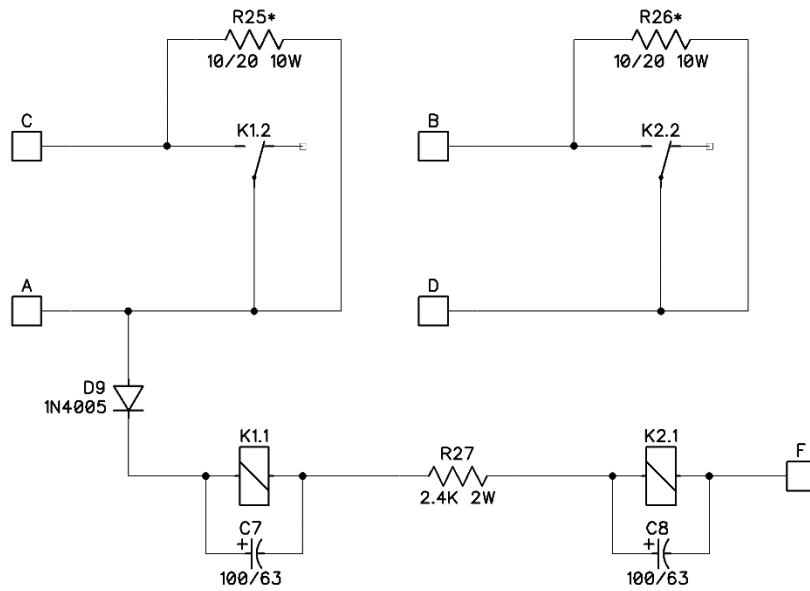 R25*
10/20 10W
R26*
10/20 10W
C
K1.2
B
K2.2
A
D
D9
1N4005
K1.1
R27
2.4K 2W
K2.1
F
C7
+
100/63
C8
+
100/63